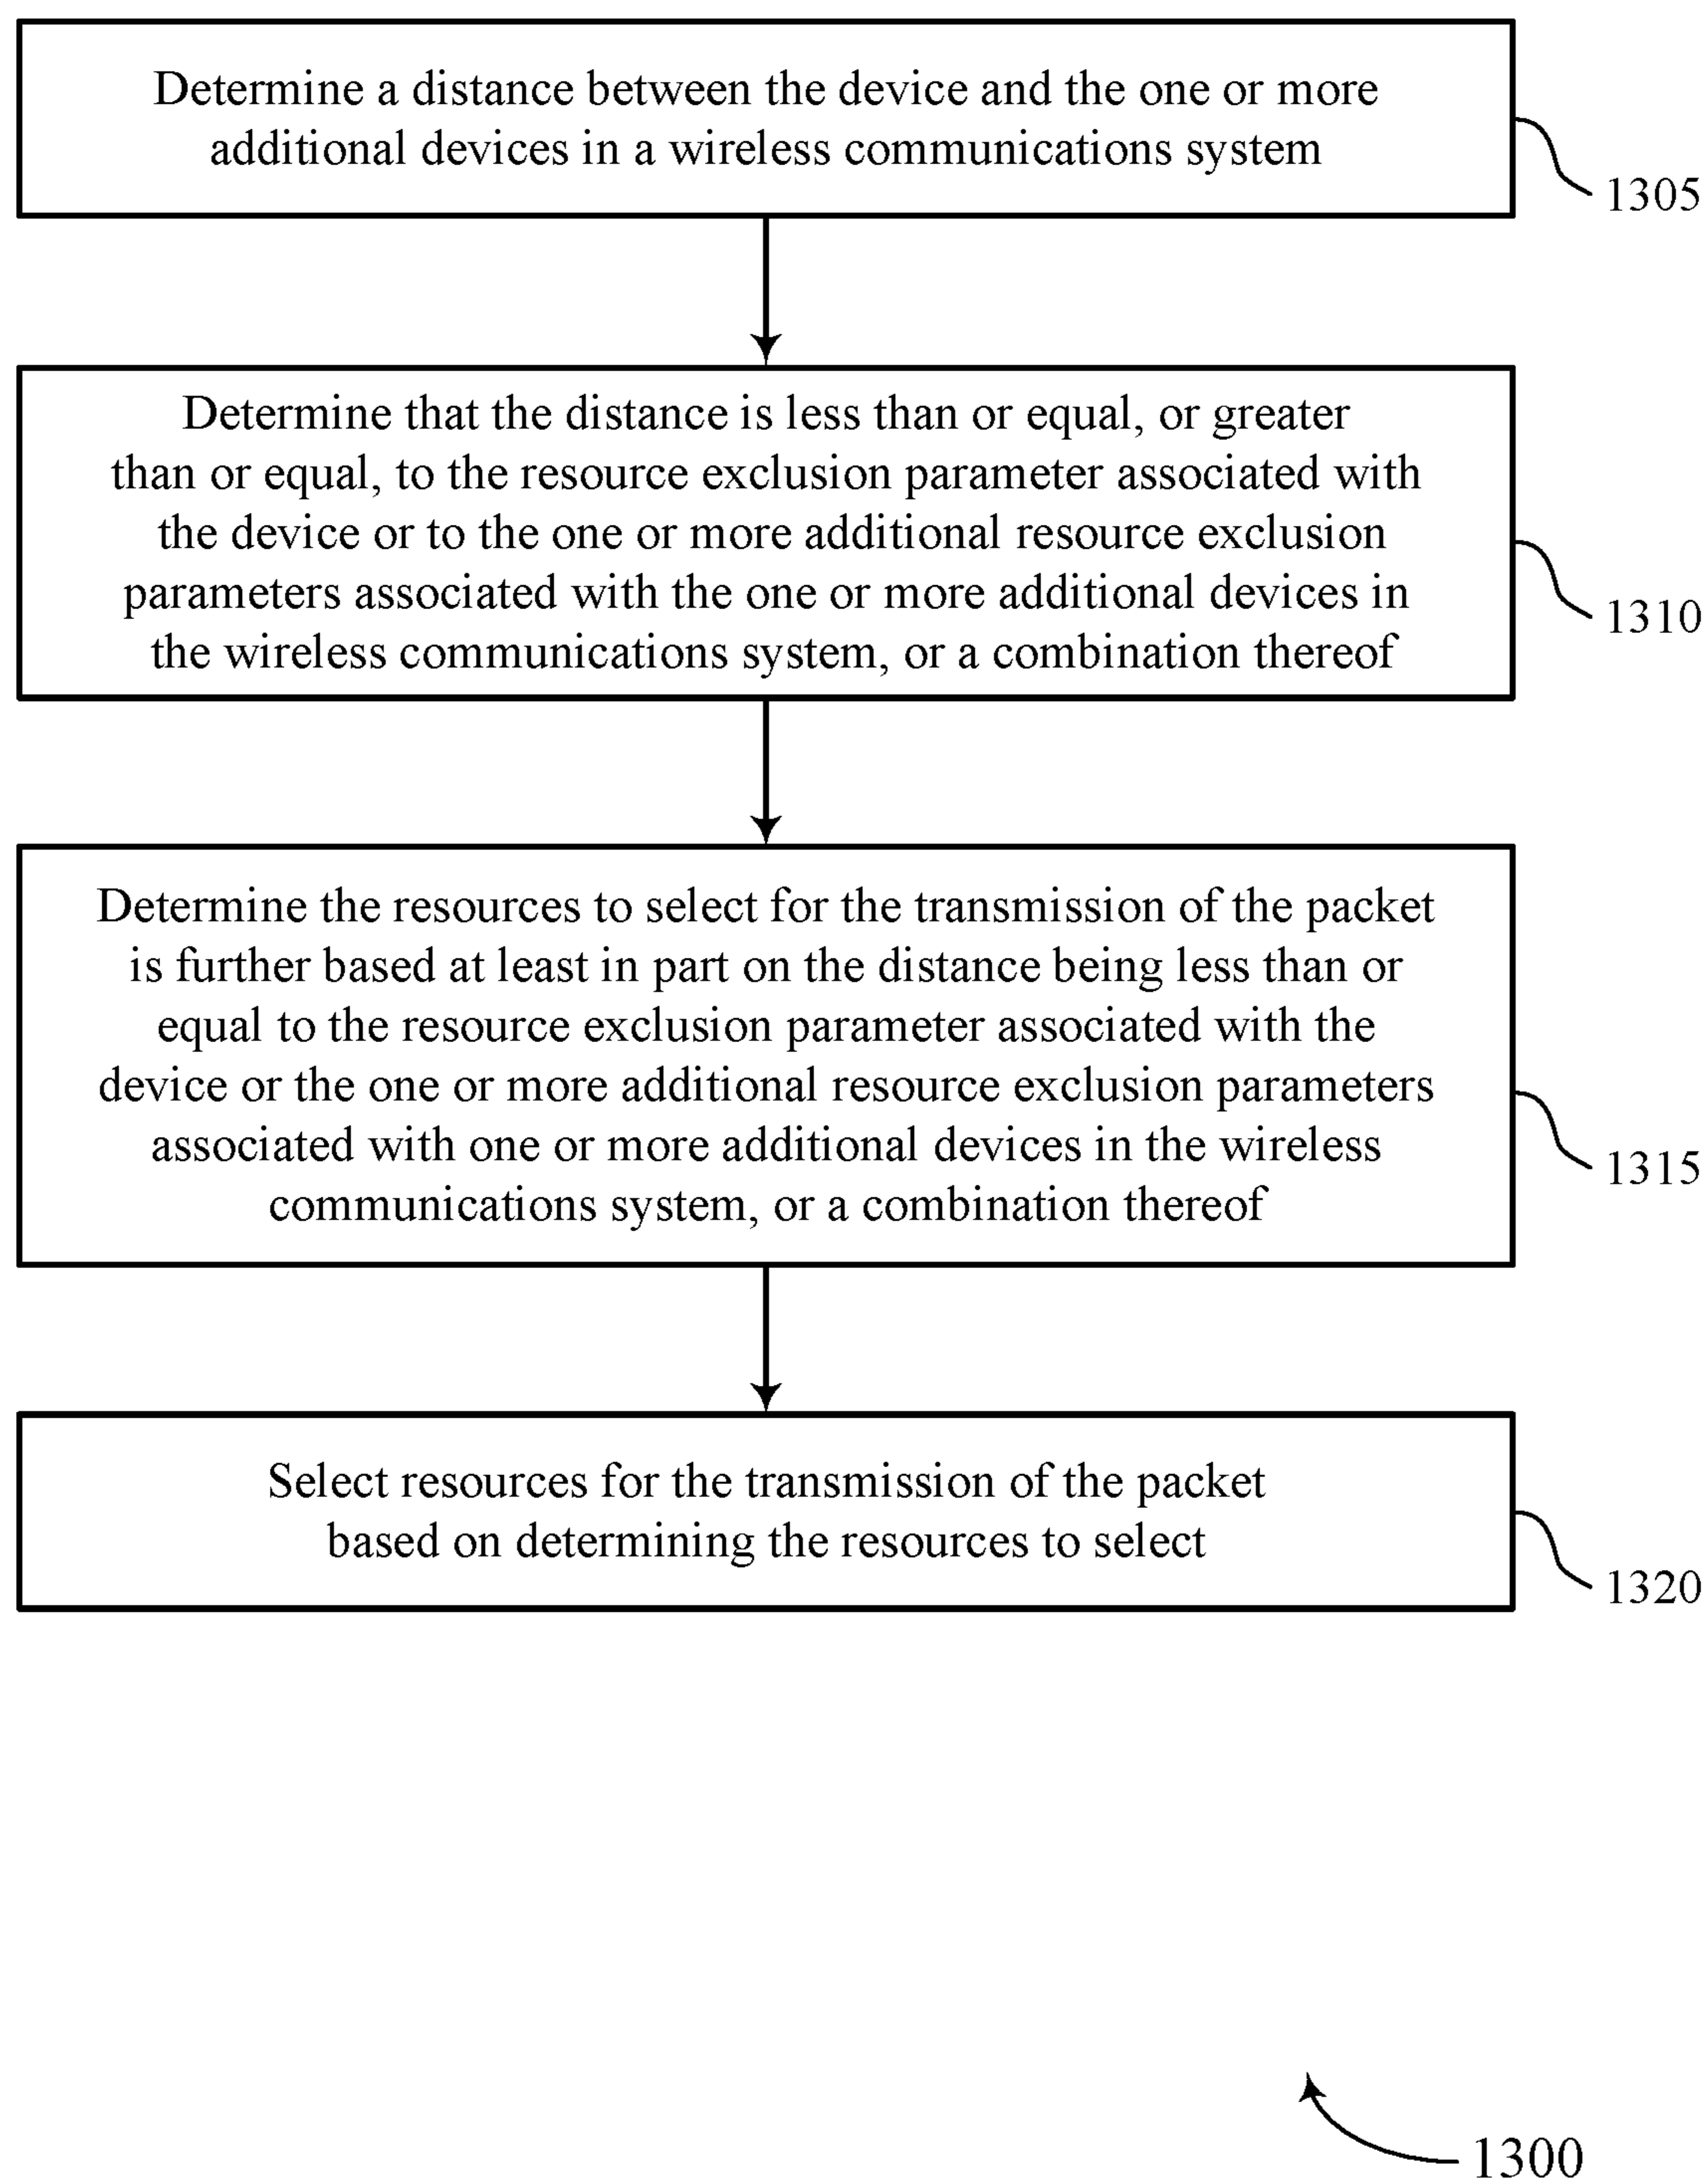 Determine a distance between the device and the one or more
additional devices in a wireless communications system
1305
Determine that the distance is less than or equal, or greater
than or equal, to the resource exclusion parameter associated with
the device or to the one or more additional resource exclusion
parameters associated with the one or more additional devices in
the wireless communications system, or a combination thereof
1310
Determine the resources to select for the transmission of the packet
is further based at least in part on the distance being less than or
equal to the resource exclusion parameter associated with the
device or the one or more additional resource exclusion parameters
associated with one or more additional devices in the wireless
communications system, or a combination thereof
1315
Select resources for the transmission of the packet
based on determining the resources to select
1320
1300